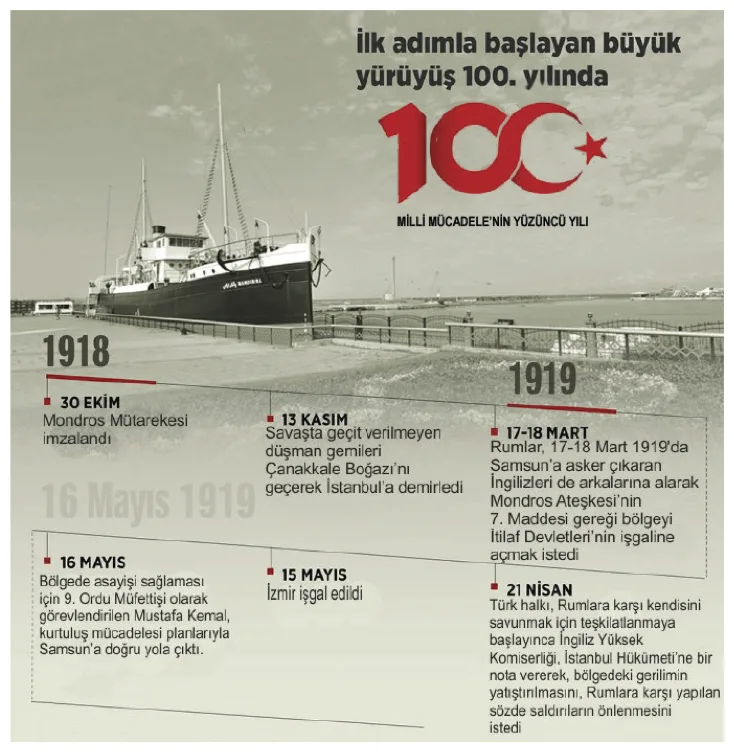 İlk adımla başlayan büyük
yürüyüş 100. yılında
100
MİLLİ MÜCADELE'NİN YÜZÜNCÜ YILI
1918
30 EKİM
Mondros Mütarekesi
imzalandı
13 KASIM
Savaşta geçit verilmeyen
düşman gemileri
Çanakkale Boğazı'nı
geçerek İstanbul'a demirledi
1919
17-18 MART
Rumlar, 17-18 Mart 1919'da
Samsun'a asker çıkaran
İngilizleri de arkalarına alarak
Mondros Ateşkesi'nin
7. Maddesi gereği bölgeyi
İtilaf Devletleri'nin işgaline
açmak istedi
16 Mayıs 1919
16 MAYIS
Bölgede asayişi sağlaması
için 9. Ordu Müfettişi olarak
görevlendirilen Mustafa Kemal,
kurtuluş mücadelesi planlarıyla
Samsun'a doğru yola çıktı.
15 MAYIS
İzmir işgal edildi
21 NİSAN
Türk halkı, Rumlara karşı kendisini
savunmak için teşkilatlanmaya
başlayınca İngiliz Yüksek
Komiserliği, İstanbul Hükümeti'ne bir
nota vererek, bölgedeki gerilimin
yatıştırılmasını, Rumlara karşı yapılan
sözde saldırıların önlenmesini
istedi